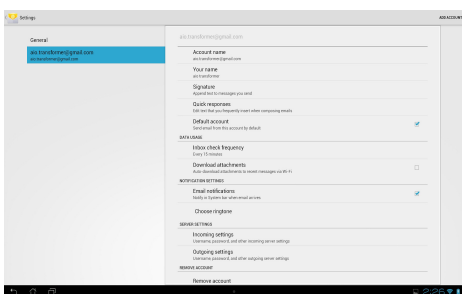 Settings
ADD ACCOUNT
General
aio.transformer@gmail.com
aio.transformer@gmail.com
aio.transformer@gmail.com
Account name
aio.transformer@gmail.com
Your name
aio.transformer
Signature
Append text to messages you send
Quick responses
Edit text that you frequently insert when composing emails
Default account
Send email from this account by default
DATA USAGE
Inbox check frequency
Every 15 minutes
Download attachments
Auto-download attachments to recent messages via Wi-Fi
NOTIFICATION SETTINGS
Email notifications
Notify in System bar when email arrives
Choose ringtone
SERVER SETTINGS
Incoming settings
Username, password, and other incoming server settings
Outgoing settings
Username, password, and other outgoing server settings
REMOVE ACCOUNT
Remove account
2:26